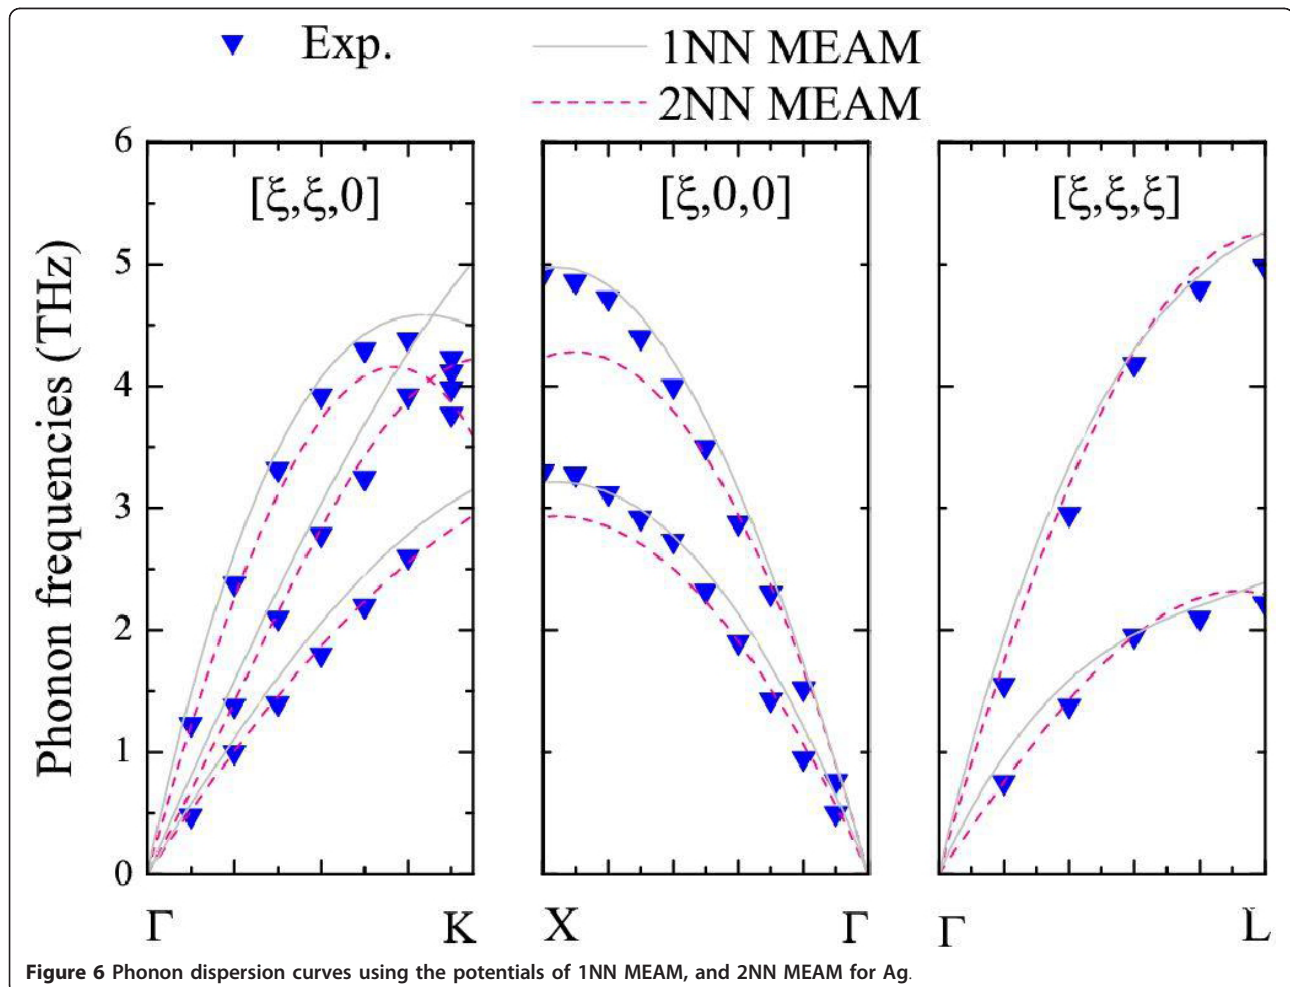 Exp.
1NN MEAM
2NN MEAM
Phonon frequencies (THz)
6
5
4
3
2
1
0
[ξ,ξ,0]
[ξ,0,0]
[ξ,ξ,ξ]
Γ K X Γ Γ L
Figure 6 Phonon dispersion curves using the potentials of 1NN MEAM, and 2NN MEAM for Ag.